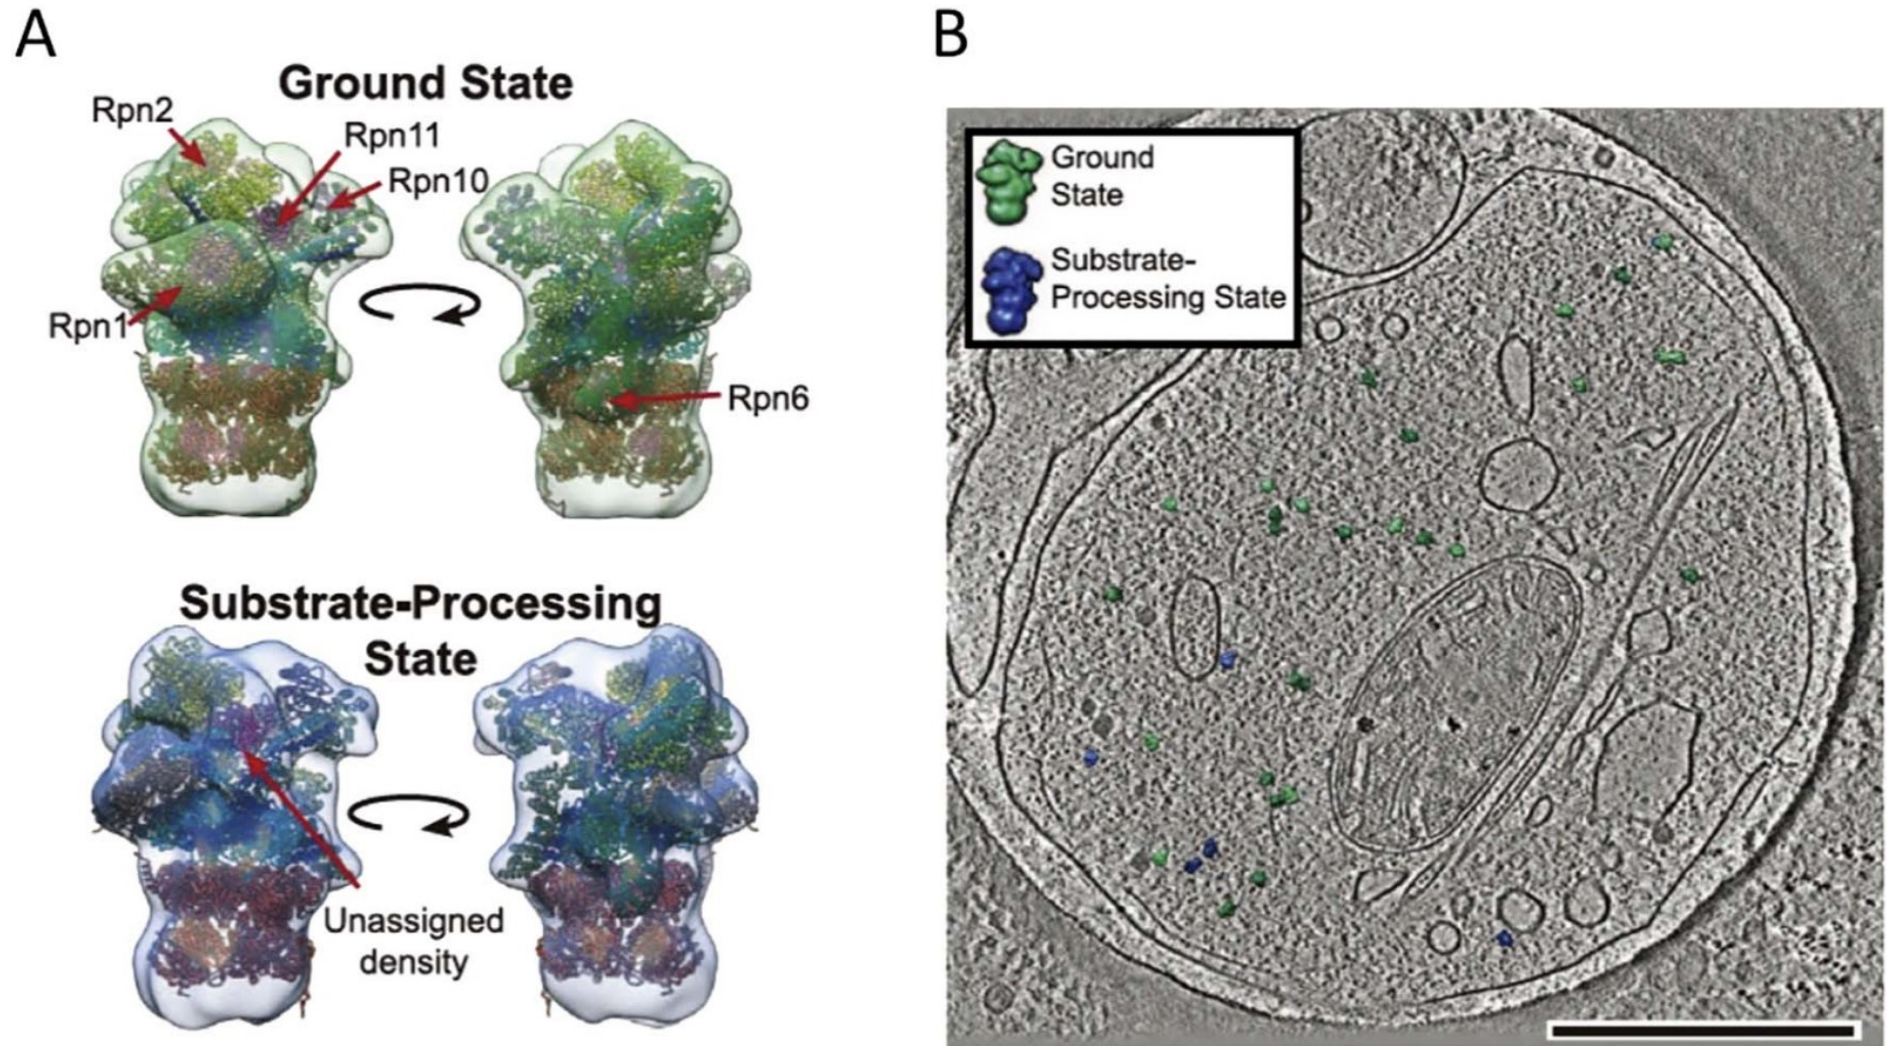 A
Ground State
Rpn2
Rpn11
Rpn10
Rpn1
Rpn6
Substrate-Processing
State
Unassigned
density
B
Ground
State
Substrate-
Processing State